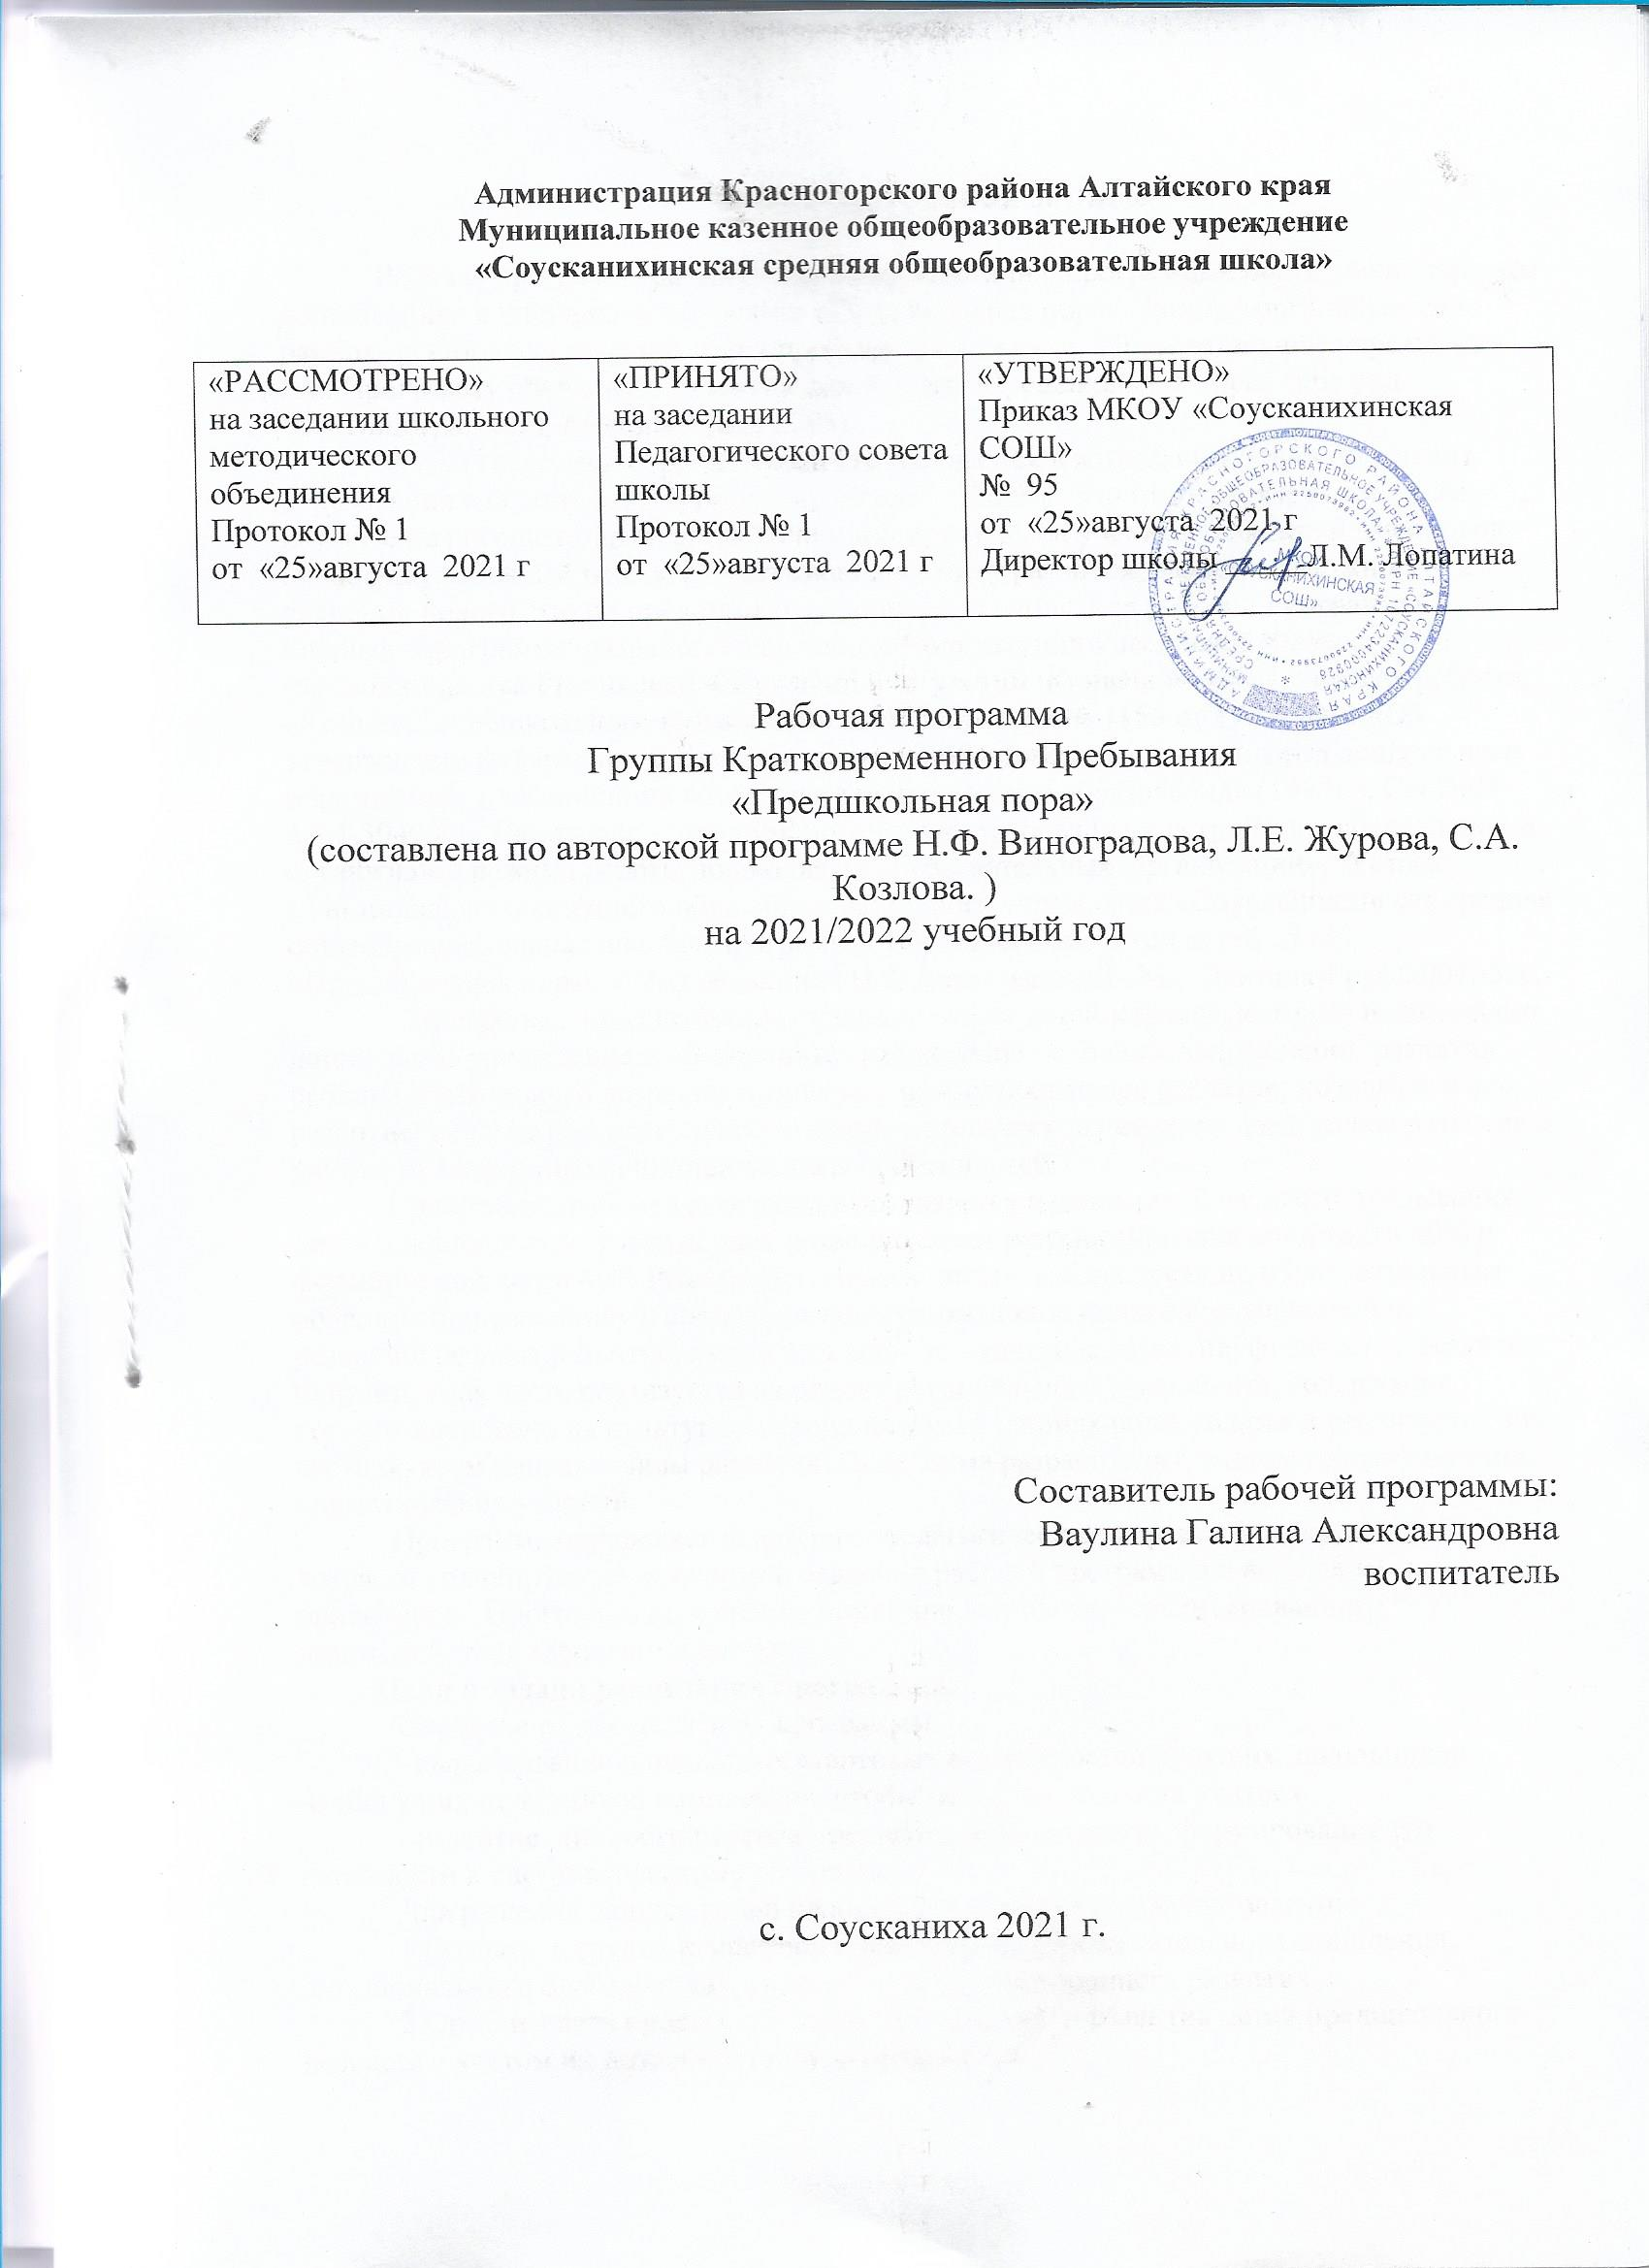 Администрация Красногорского района Алтайского края
Муниципальное казенное общеобразовательное учреждение
«Соусканихинская средняя общеобразовательная школа»
«РАССМОТРЕНО»
на заседании школьного
методического
объединения
Протокол № 1
от «25»августа 2021 г
«ПРИНЯТО»
на заседании
Педагогического совета
школы
Протокол № 1
от «25»августа 2021 г
«УТВЕРЖДЕНО»
Приказ МКОУ «Соусканихинская
СОШ»
№ 95
от «25»августа 2021 г
Директор школы ______Л.М. Лопатина
МКОУ
«СОУСКАНИХИНСКАЯ
СОШ»
Рабочая программа
Группы Кратковременного Пребывания
«Предшкольная пора»
(составлена по авторской программе Н.Ф. Виноградова, Л.Е. Журова, С.А.
Козлова. )
на 2021/2022 учебный год
Составитель рабочей программы:
Ваулина Галина Александровна
воспитатель
с. Соусканиха 2021 г.